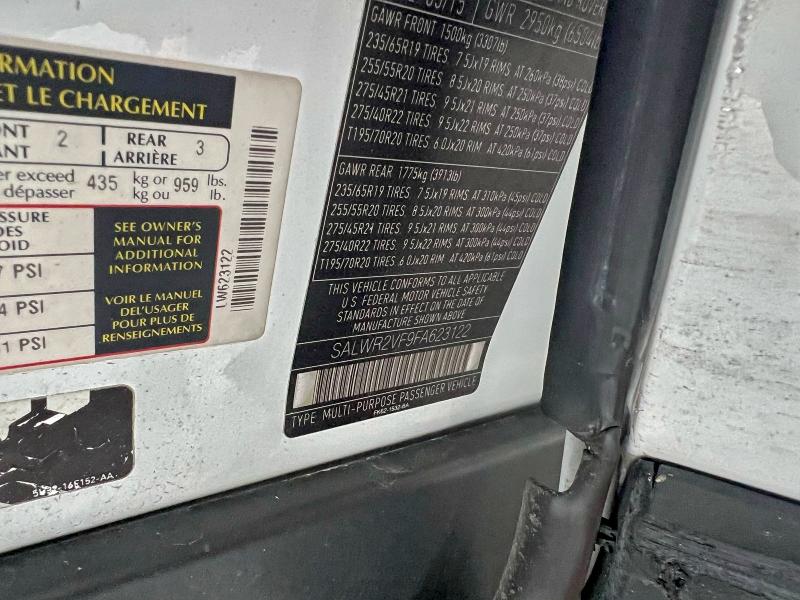 RMATION
ET LE CHARGEMENT
ONT 2 REAR 3
ANT ARRIÈRE
er exceed 435 kg or 959 lbs.
dépasser kg ou lb.
SSURE
DES
OID
7 PSI
4 PSI
1 PSI
SEE OWNER'S
MANUAL FOR
ADDITIONAL
INFORMATION
VOIR LE MANUEL
DEL'USAGER
POUR PLUS DE
RENSEIGNEMENTS
LW623122
GWR 2950kg (6504lb
GAWR FRONT 1500kg (3307lb)
235/65R19 TIRES 7.5Jx19 RIMS AT 260kPa (38psi) COLD
255/55R20 TIRES 8.5Jx20 RIMS AT 250kPa (37psi) COLD
275/45R21 TIRES 9.5Jx21 RIMS AT 250kPa (37psi) COLD
275/40R22 TIRES 9.5Jx22 RIMS AT 250kPa (37psi) COLD
T195/70R20 TIRES 6.0Jx20 RIM AT 420kPa (61psi) COLD
GAWR REAR 1775kg (3913lb)
235/65R19 TIRES 7.5Jx19 RIMS AT 310kPa (45psi) COLD
255/55R20 TIRES 8.5Jx20 RIMS AT 300kPa (44psi) COLD
275/45R21 TIRES 9.5Jx21 RIMS AT 300kPa (44psi) COLD
275/40R22 TIRES 9.5Jx22 RIMS AT 300kPa (44psi) COLD
T195/70R20 TIRES .6.0Jx20 RIM AT 420kPa (61psi) COLD
THIS VEHICLE CONFORMS TO ALL APPLICABLE
U.S. FEDERAL MOTOR VEHICLE SAFETY
STANDARDS IN EFFECT ON THE DATE OF
MANUFACTURE SHOWN ABOVE
SALWR2VF9FA623122
TYPE MULTI-PURPOSE PASSENGER VEHICLE
FK62-1532-BA
16E152-AA